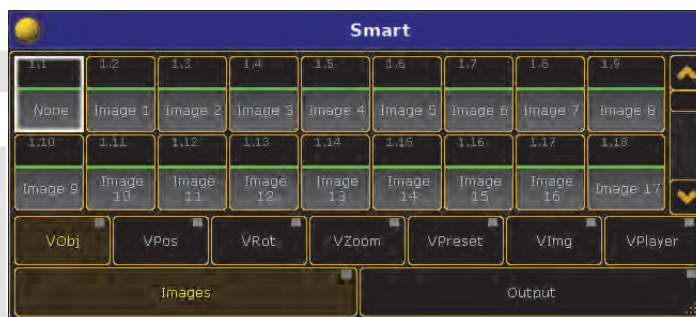 Smart
1.1 1.2 1.3 1.4 1.5 1.6 1.7 1.8 1.9
None Image 1 Image 2 Image 3 Image 4 Image 5 Image 6 Image 7 Image 8
1.10 1.11 1.12 1.13 1.14 1.15 1.16 1.17 1.18
Image 9 Image 10 Image 11 Image 12 Image 13 Image 14 Image 15 Image 16 Image 17
VObj VPos VRot VZoom VPreset VImg VPlayer
Images Output